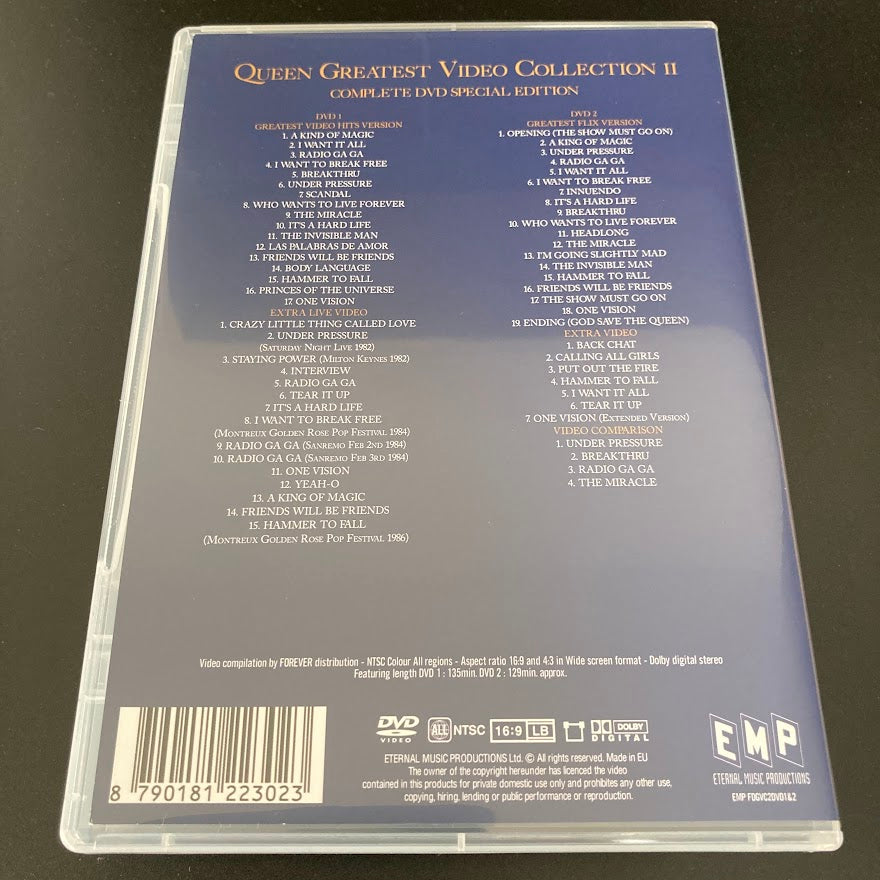 QUEEN GREATEST VIDEO COLLECTION II
COMPLETE DVD SPECIAL EDITION
DVD 1
GREATEST VIDEO HITS VERSION
1. A KIND OF MAGIC
2. I WANT IT ALL
3. RADIO GA GA
4. I WANT TO BREAK FREE
5. BREAKTHRU
6. UNDER PRESSURE
7. SCANDAL
8. WHO WANTS TO LIVE FOREVER
9. THE MIRACLE
10. IT'S A HARD LIFE
11. THE INVISIBLE MAN
12. LAS PALABRAS DE AMOR
13. FRIENDS WILL BE FRIENDS
14. BODY LANGUAGE
15. HAMMER TO FALL
16. PRINCES OF THE UNIVERSE
17. ONE VISION
EXTRA LIVE VIDEO
1. CRAZY LITTLE THING CALLED LOVE
2. UNDER PRESSURE
(SATURDAY NIGHT LIVE 1982)
3. STAYING POWER (MILTON KEYNES 1982)
4. INTERVIEW
5. RADIO GA GA
6. TEAR IT UP
7. IT'S A HARD LIFE
8. I WANT TO BREAK FREE
(MONTREUX GOLDEN ROSE POP FESTIVAL 1984)
9. RADIO GA GA (SANREMO FEB 2ND 1984)
10. RADIO GA GA (SANREMO FEB 3RD 1984)
11. ONE VISION
12. YEAH-O
13. A KING OF MAGIC
14. FRIENDS WILL BE FRIENDS
15. HAMMER TO FALL
(MONTREUX GOLDEN ROSE POP FESTIVAL 1986)
DVD 2
GREATEST FLIX VERSION
1. OPENING (THE SHOW MUST GO ON)
2. A KING OF MAGIC
3. UNDER PRESSURE
4. RADIO GA GA
5. I WANT IT ALL
6. I WANT TO BREAK FREE
7. INNUENDO
8. IT'S A HARD LIFE
9. BREAKTHRU
10. WHO WANTS TO LIVE FOREVER
11. HEADLONG
12. THE MIRACLE
13. I'M GOING SLIGHTLY MAD
14. THE INVISIBLE MAN
15. HAMMER TO FALL
16. FRIENDS WILL BE FRIENDS
17. THE SHOW MUST GO ON
18. ONE VISION
19. ENDING (GOD SAVE THE QUEEN)
EXTRA VIDEO
1. BACK CHAT
2. CALLING ALL GIRLS
3. PUT OUT THE FIRE
4. HAMMER TO FALL
5. I WANT IT ALL
6. TEAR IT UP
7. ONE VISION (EXTENDED VERSION)
VIDEO COMPARISON
1. UNDER PRESSURE
2. BREAKTHRU
3. RADIO GA GA
4. THE MIRACLE
Video compilation by FOREVER distribution - NTSC Colour All regions - Aspect ratio 16:9 and 4:3 in Wide screen format - Dolby digital stereo
Featuring length DVD 1 : 135min. DVD 2 : 129min. approx.
DVD VIDEO ALL NTSC 16:9 LB DOLBY DIGITAL
ETERNAL MUSIC PRODUCTIONS Ltd. © All rights reserved. Made in EU
The owner of the copyright hereunder has licenced the video
contained in this products for private domestic use only and prohibites any other use,
copying, hiring, lending or public performance or reproduction.
8 790181 223023
EMP
ETERNAL MUSIC PRODUCTIONS
EMP FDGVC2DVD1&2